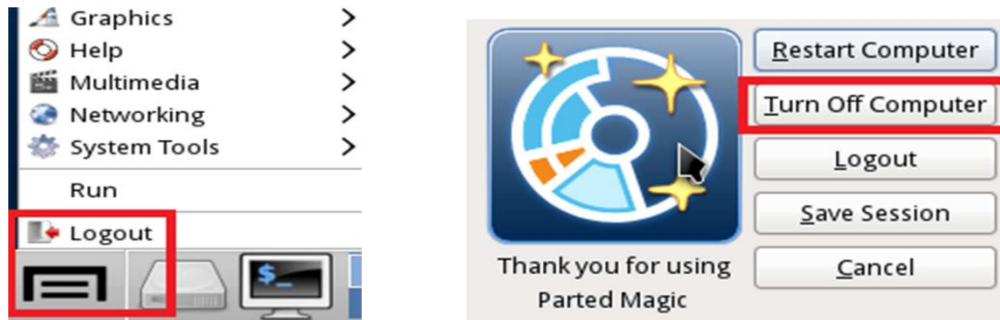 Graphics >
Help >
Multimedia >
Networking >
System Tools >
Run
Logout
$_
Restart Computer
Turn Off Computer
Logout
Save Session
Cancel
Thank you for using
Parted Magic